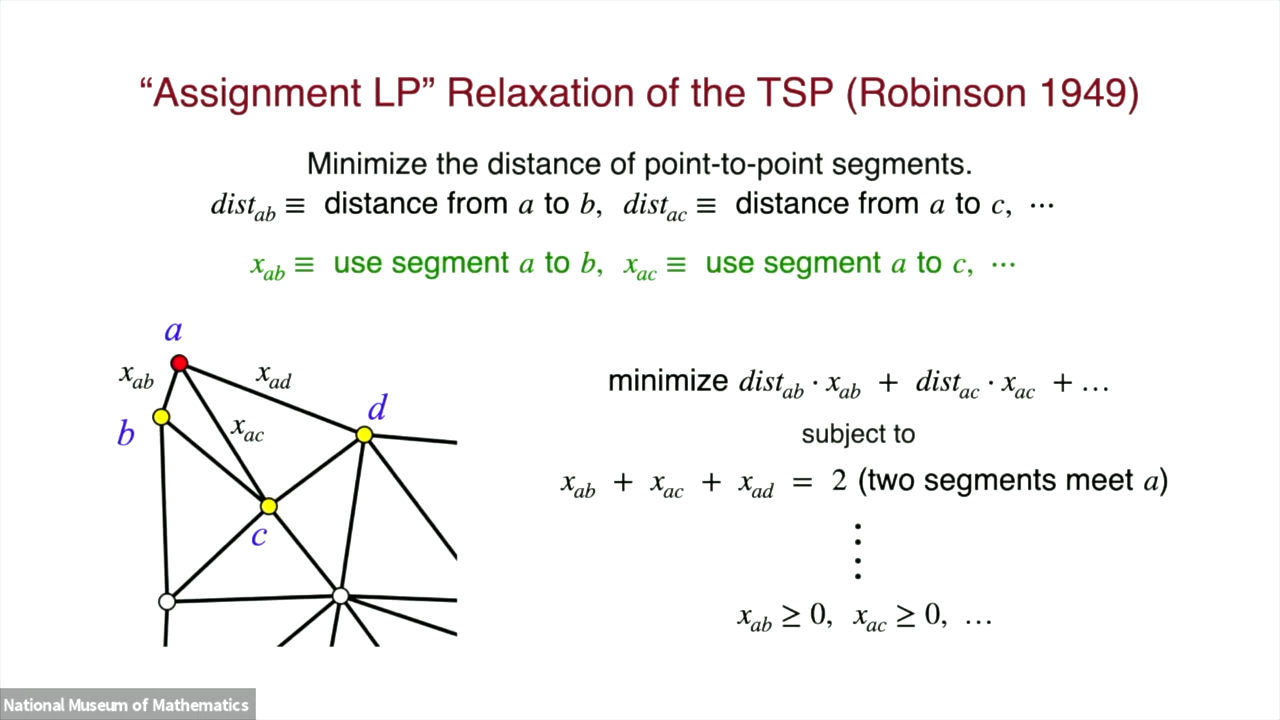 “Assignment LP” Relaxation of the TSP (Robinson 1949)
Minimize the distance of point-to-point segments.
dist_ab ≡ distance from a to b, dist_ac ≡ distance from a to c, ⋯
x_ab ≡ use segment a to b, x_ac ≡ use segment a to c, ⋯
a
x_ab
x_ad
b
x_ac
d
c
minimize dist_ab · x_ab + dist_ac · x_ac + …
subject to
x_ab + x_ac + x_ad = 2 (two segments meet a)
⋮
x_ab ≥ 0, x_ac ≥ 0, …
National Museum of Mathematics